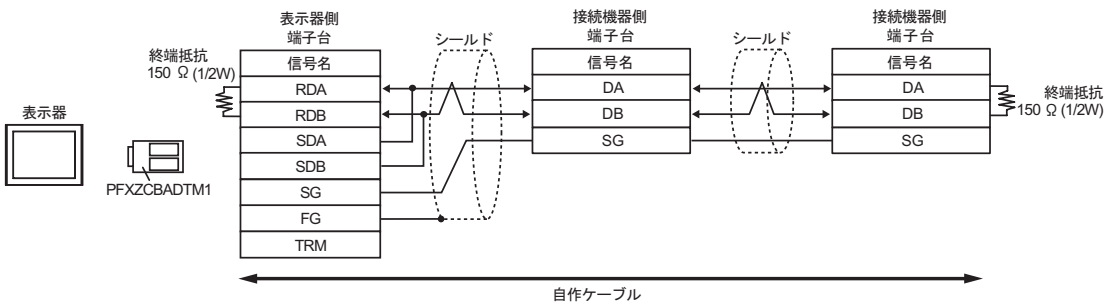 表示器
PFXZCBADTM1
終端抵抗
150 Ω (1/2W)
表示器側
端子台
信号名
RDA
RDB
SDA
SDB
SG
FG
TRM
シールド
接続機器側
端子台
信号名
DA
DB
SG
シールド
接続機器側
端子台
信号名
DA
DB
SG
終端抵抗
150 Ω (1/2W)
自作ケーブル